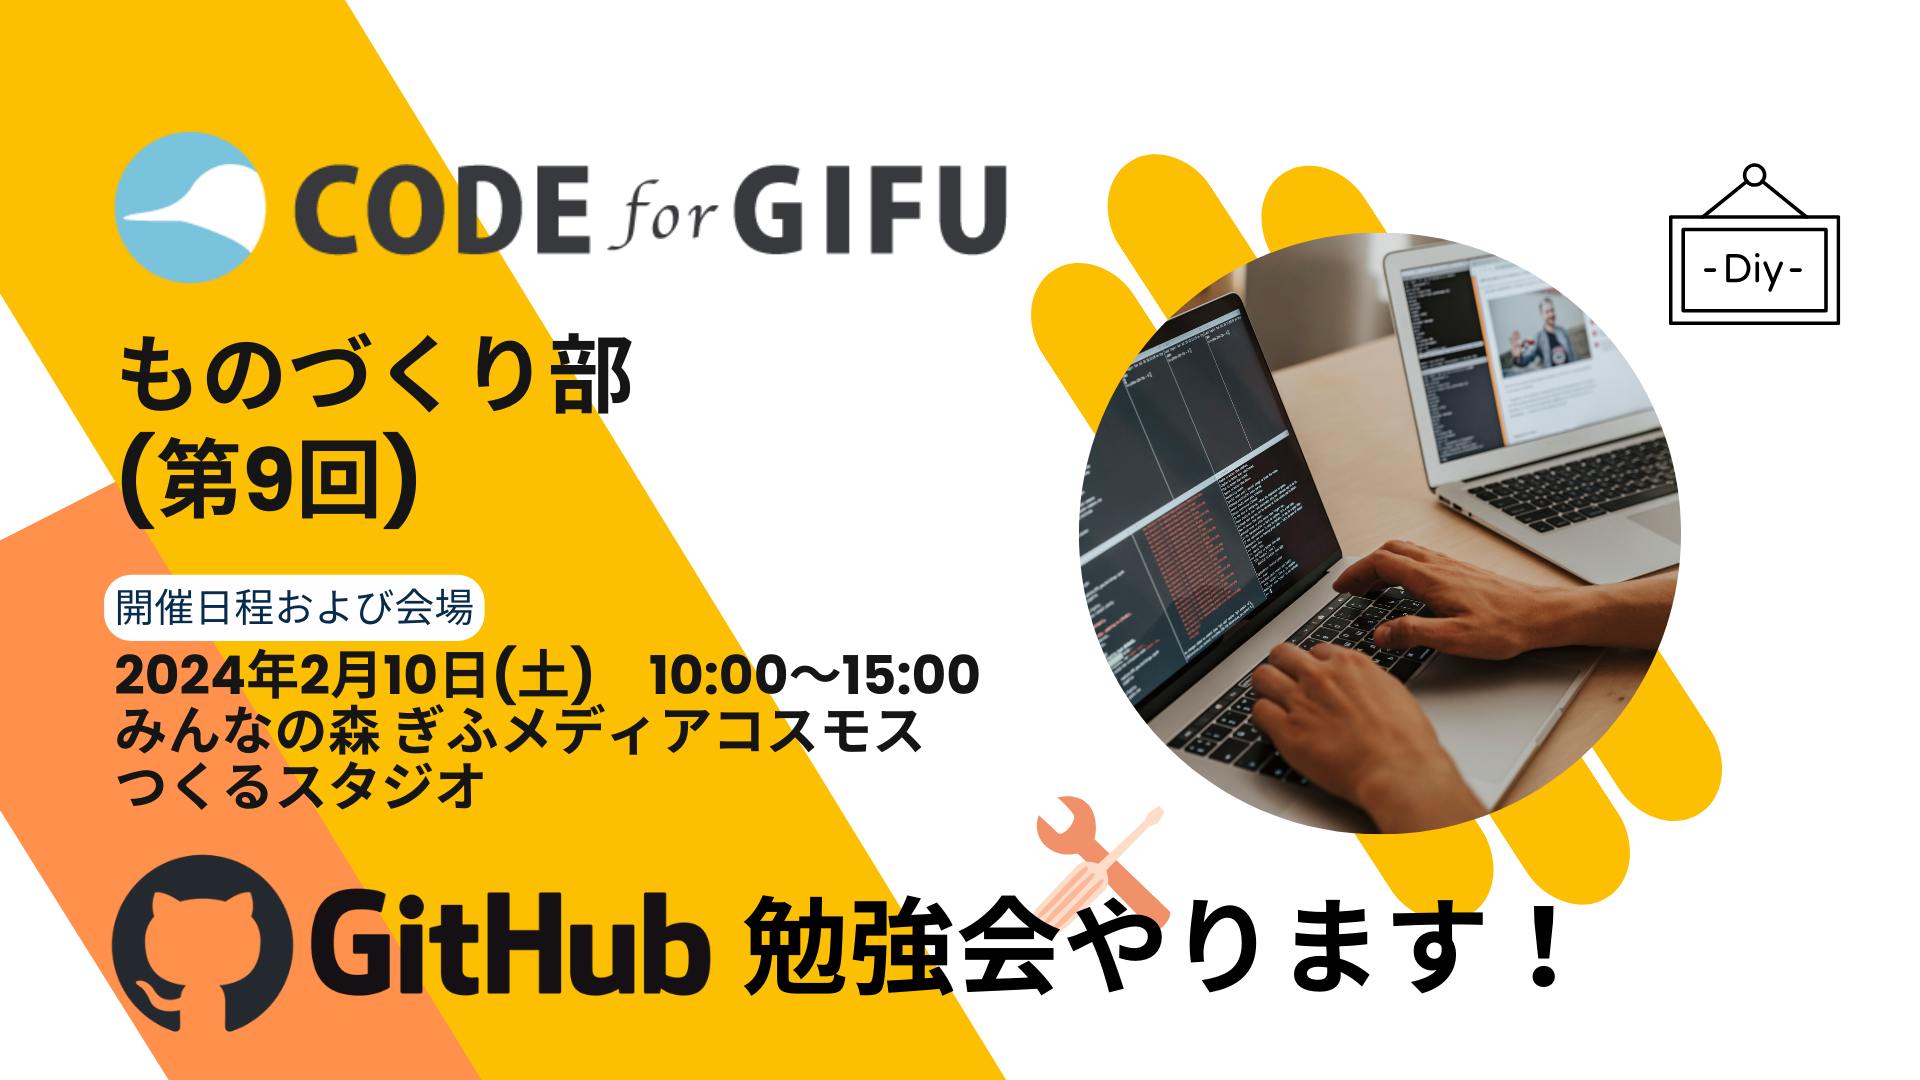 CODE for GIFU
ものづくり部
(第9回)
開催日程および会場
2024年2月10日(土)　10:00～15:00
みんなの森 ぎふメディアコスモス
つくるスタジオ
GitHub 勉強会やります！
-Diy-